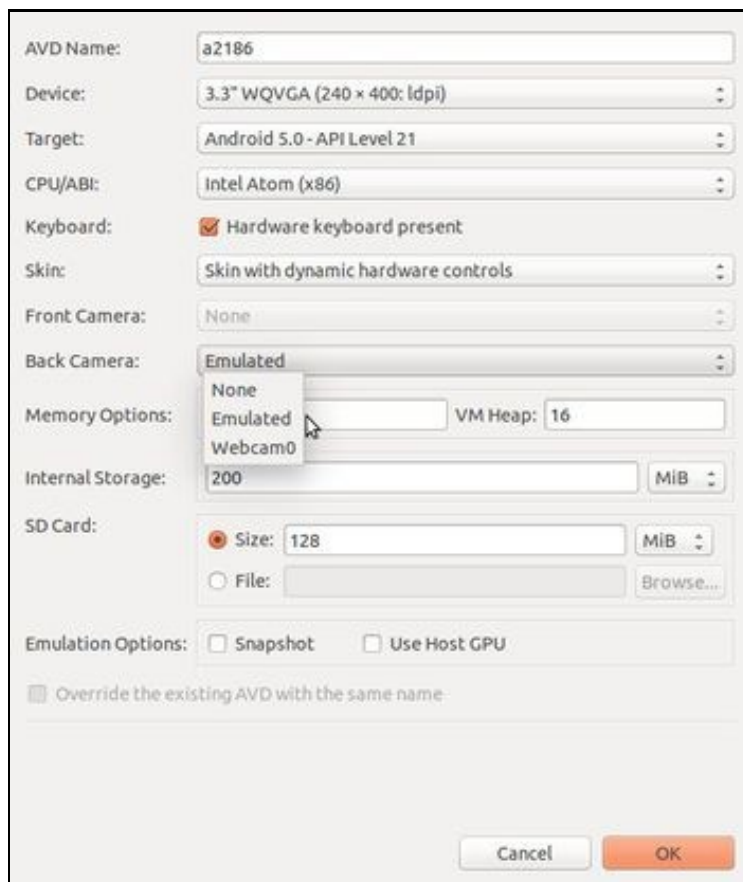 AVD Name: a2186
Device: 3.3" WQVGA (240 × 400: ldpi)
Target: Android 5.0 - API Level 21
CPU/ABI: Intel Atom (x86)
Keyboard: Hardware keyboard present
Skin: Skin with dynamic hardware controls
Front Camera: None
Back Camera: Emulated
None
Memory Options: Emulated VM Heap: 16
Webcam0
Internal Storage: 200 MiB
SD Card:
Size: 128 MiB
File: Browse...
Emulation Options: Snapshot Use Host GPU
Override the existing AVD with the same name
Cancel OK